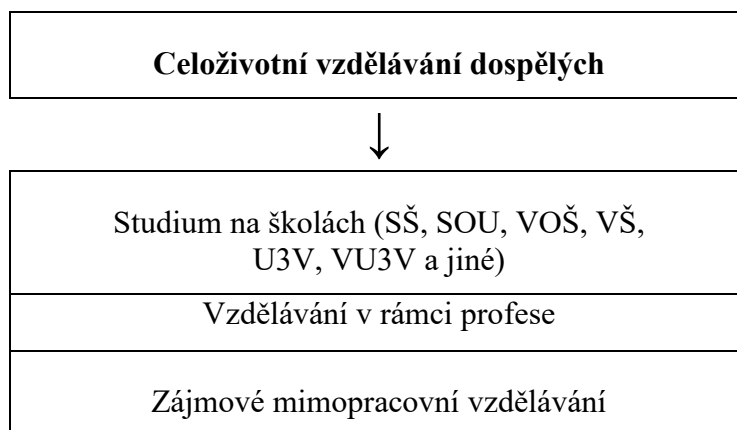 Celoživotní vzdělávání dospělých
Studium na školách (SŠ, SOU, VOŠ, VŠ,
U3V, VU3V a jiné)
Vzdělávání v rámci profese
Zájmové mimopracovní vzdělávání